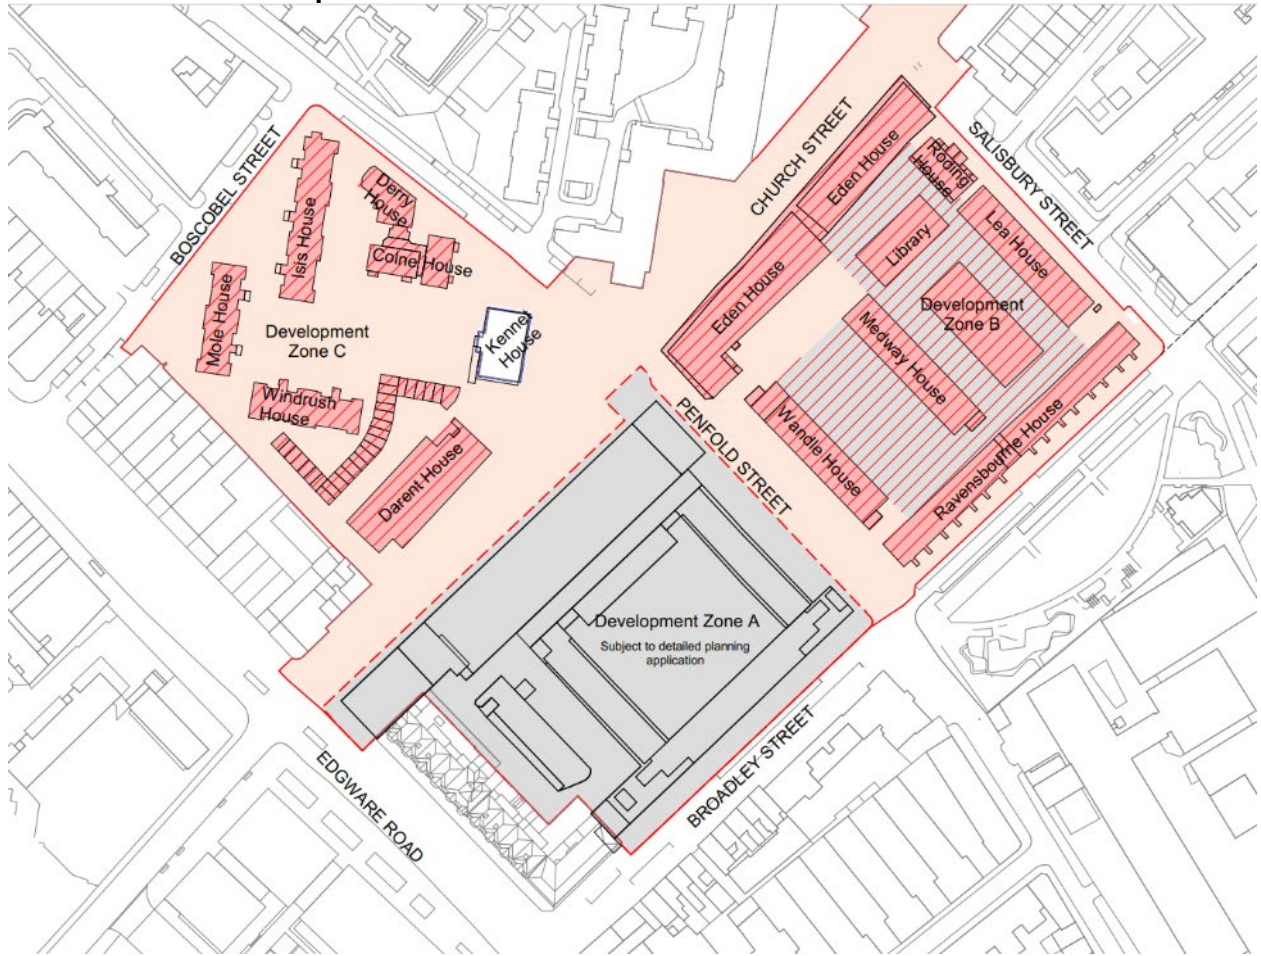 BOSCOBEL STREET
CHURCH STREET
SALISBURY STREET
Eden House
Roding
House
Derry
House
Isis House
Colne House
Lea House
Library
Eden House
Mole House
Development
Zone C
Kennet
House
Development
Zone B
Medway House
Windrush
House
PENFOLD STREET
Wandle House
Ravensbourne House
Darent House
Development Zone A
Subject to detailed planning
application
EDGWARE ROAD
BROADLEY STREET